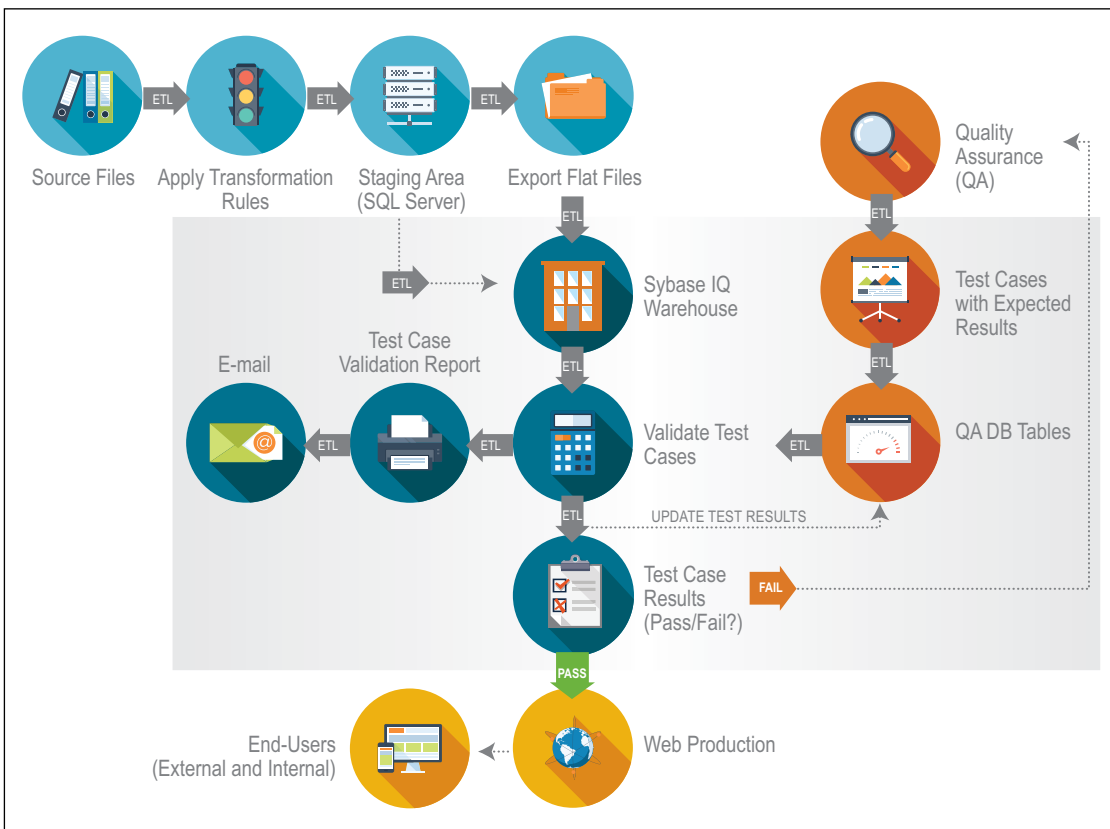 ETL
ETL
ETL
Source Files
Apply Transformation
Rules
Staging Area
(SQL Server)
Export Flat Files
Quality
Assurance
(QA)
ETL
ETL
ETL
Sybase IQ
Warehouse
Test Cases
with Expected
Results
ETL
ETL
Test Case
Validation Report
E-mail
@
ETL
ETL
Validate Test
Cases
ETL
QA DB Tables
ETL
UPDATE TEST RESULTS
Test Case
Results
(Pass/Fail?)
FAIL
PASS
End-Users
(External and Internal)
Web Production